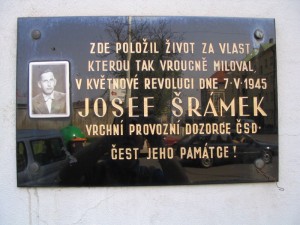 ZDE POLOŽIL ŽIVOT ZA VLAST,
KTEROU TAK VROUCNĚ MILOVAL,
V KVĚTNOVÉ REVOLUCI DNE 7·V·1945
JOSEF ŠRÁMEK
VRCHNÍ PROVOZNÍ DOZORCE ČSD·
ČEST JEHO PAMÁTCE!